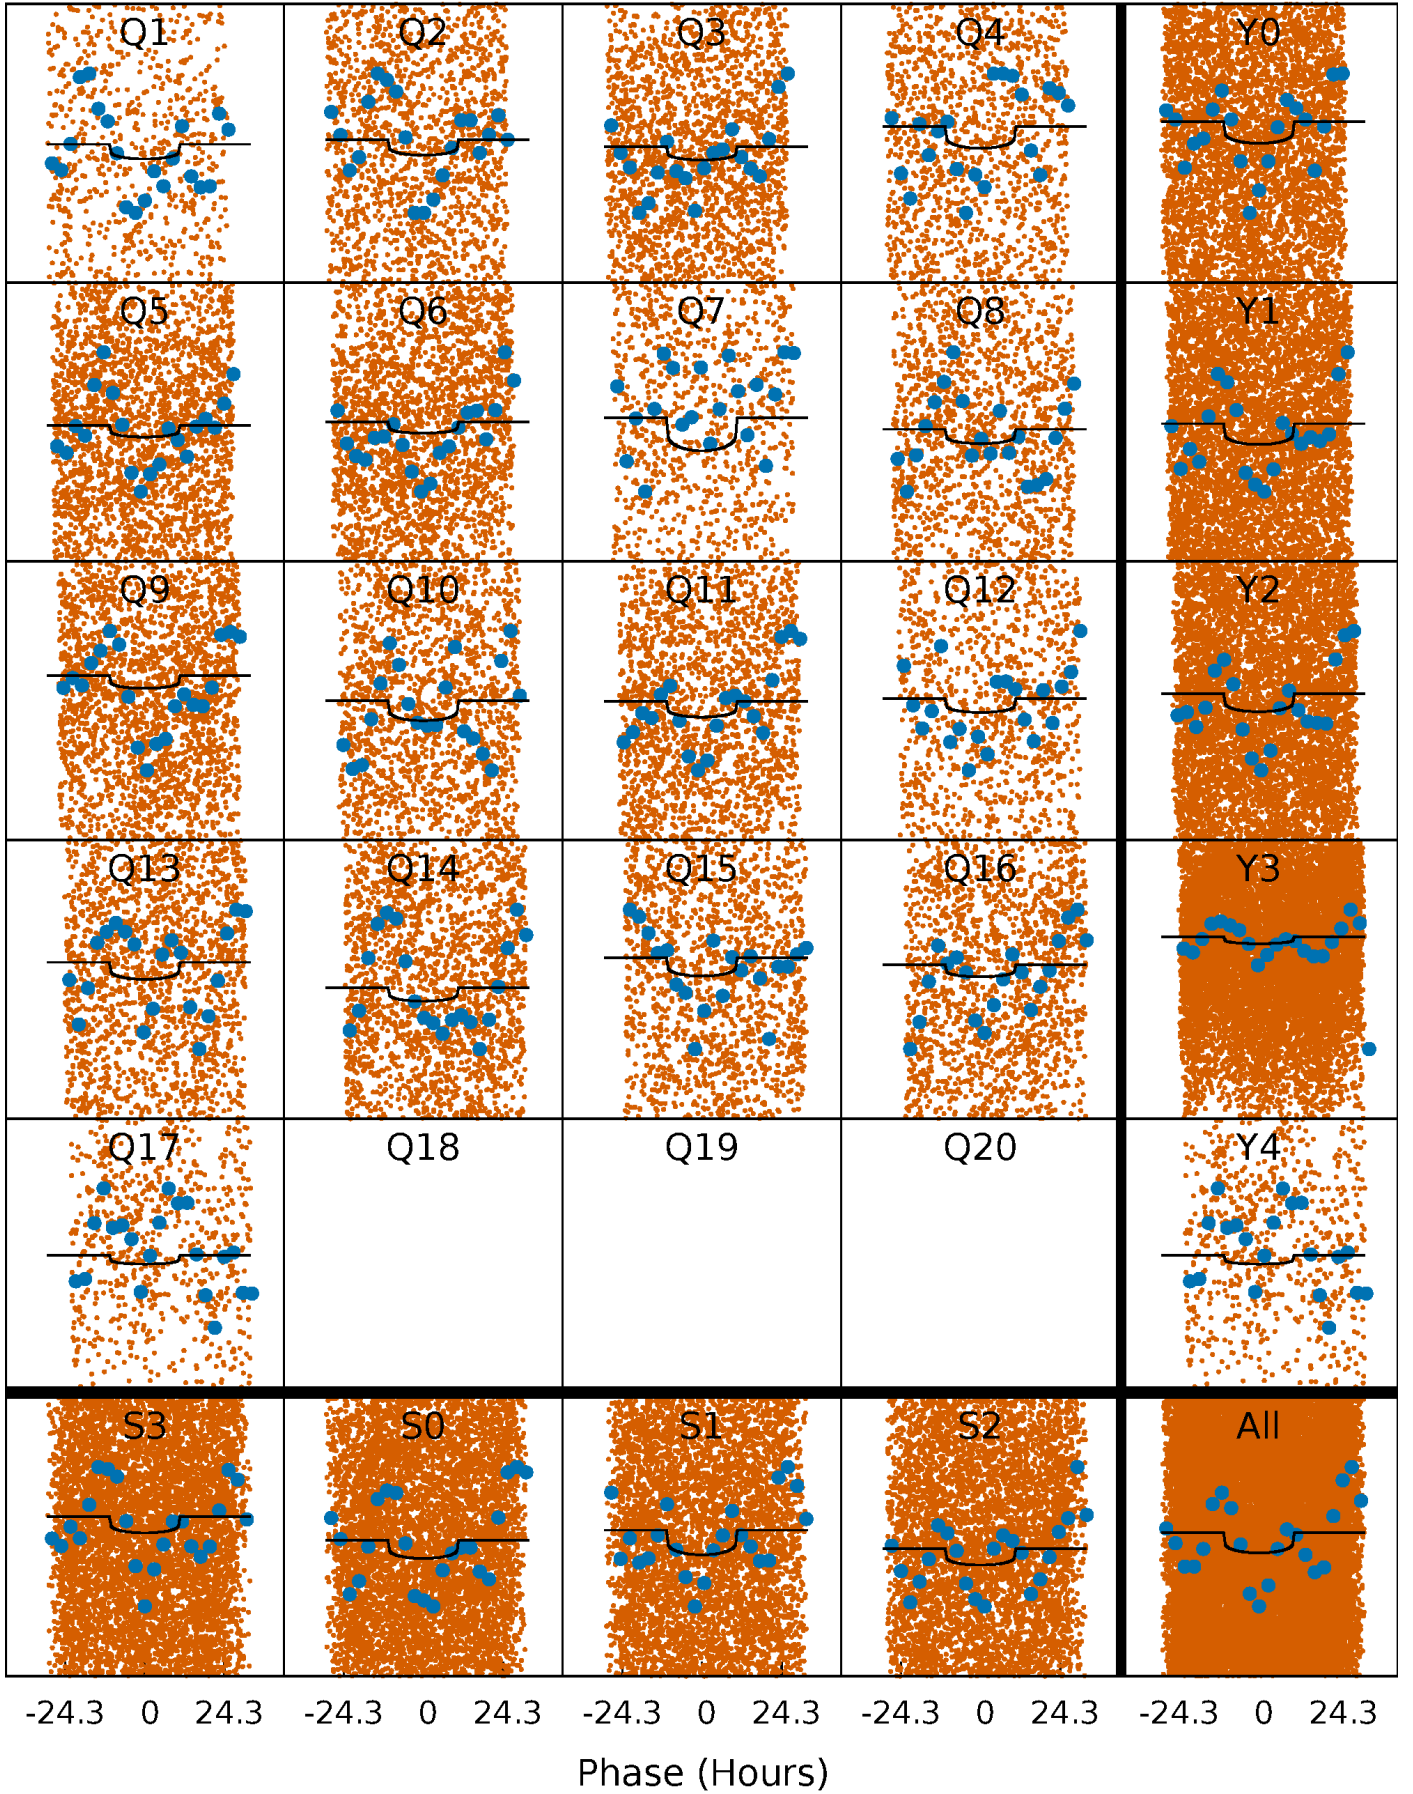 Q1 Q2 Q3 Q4 Y0
Q5 Q6 Q7 Q8 Y1
Q9 Q10 Q11 Q12 Y2
Q13 Q14 Q15 Q16 Y3
Q17 Q18 Q19 Q20 Y4
S3 S0 S1 S2 All
-24.3 0 24.3 -24.3 0 24.3 -24.3 0 24.3 -24.3 0 24.3 -24.3 0 24.3
Phase (Hours)